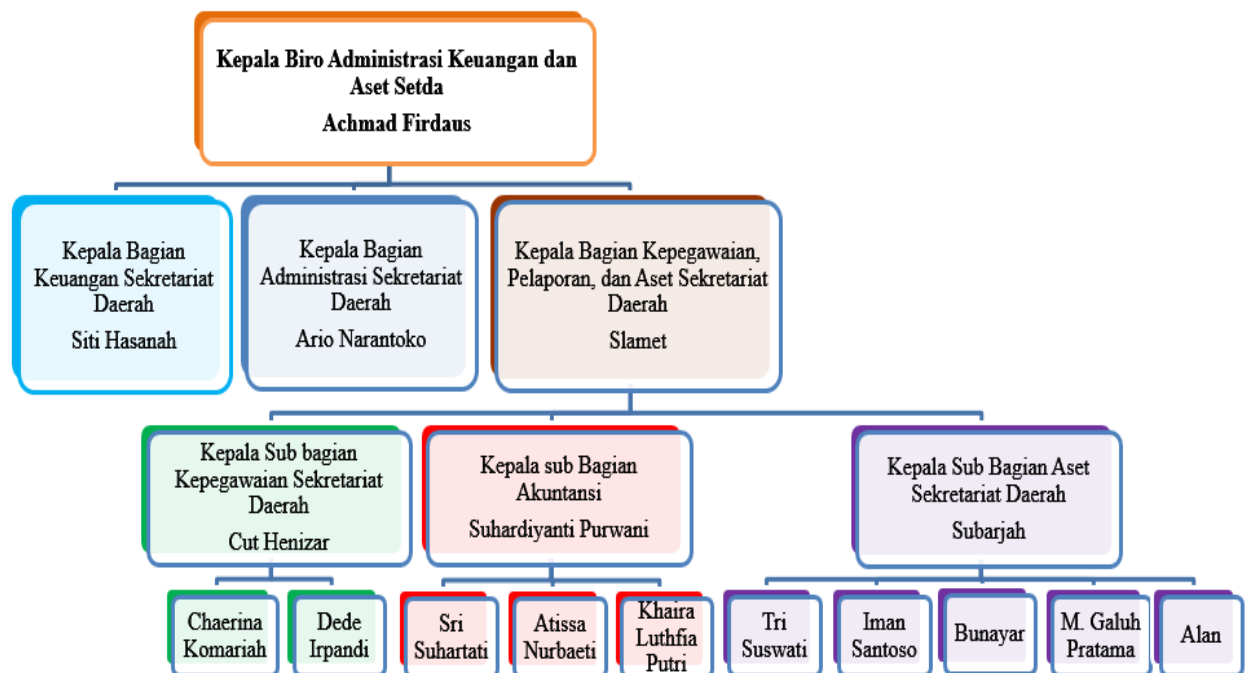 Kepala Biro Administrasi Keuangan dan
Aset Setda
Achmad Firdaus
Kepala Bagian
Keuangan Sekretariat
Daerah
Siti Hasanah
Kepala Bagian
Administrasi Sekretariat
Daerah
Ario Narantoko
Kepala Bagian Kepegawaian,
Pelaporan, dan Aset Sekretariat
Daerah
Slamet
Kepala Sub bagian
Kepegawaian Sekretariat
Daerah
Cut Henizar
Kepala sub Bagian
Akuntansi
Suhardiyanti Purwani
Kepala Sub Bagian Aset
Sekretariat Daerah
Subarjah
Chaerina
Komariah
Dede
Irpandi
Sri
Suhartati
Atissa
Nurbaeti
Khaira
Luthfia
Putri
Tri
Suswati
Iman
Santoso
Bunayar
M. Galuh
Pratama
Alan